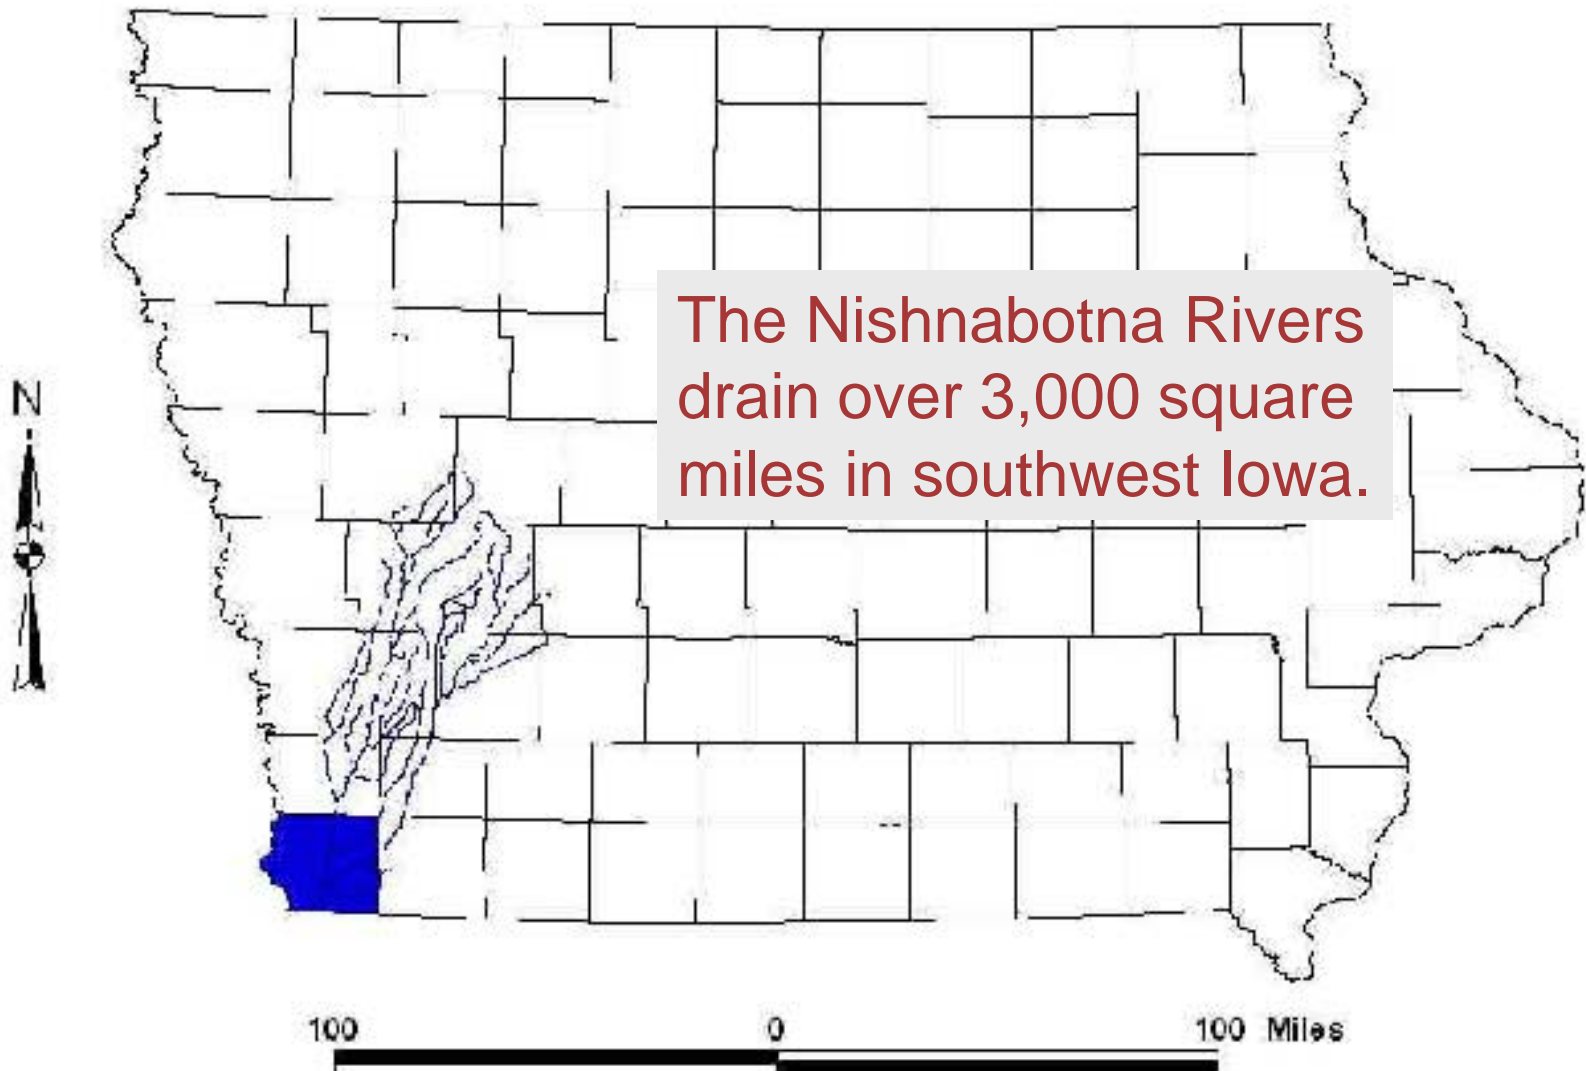 The Nishnabotna Rivers
drain over 3,000 square
miles in southwest Iowa.
N
100 0 100 Miles